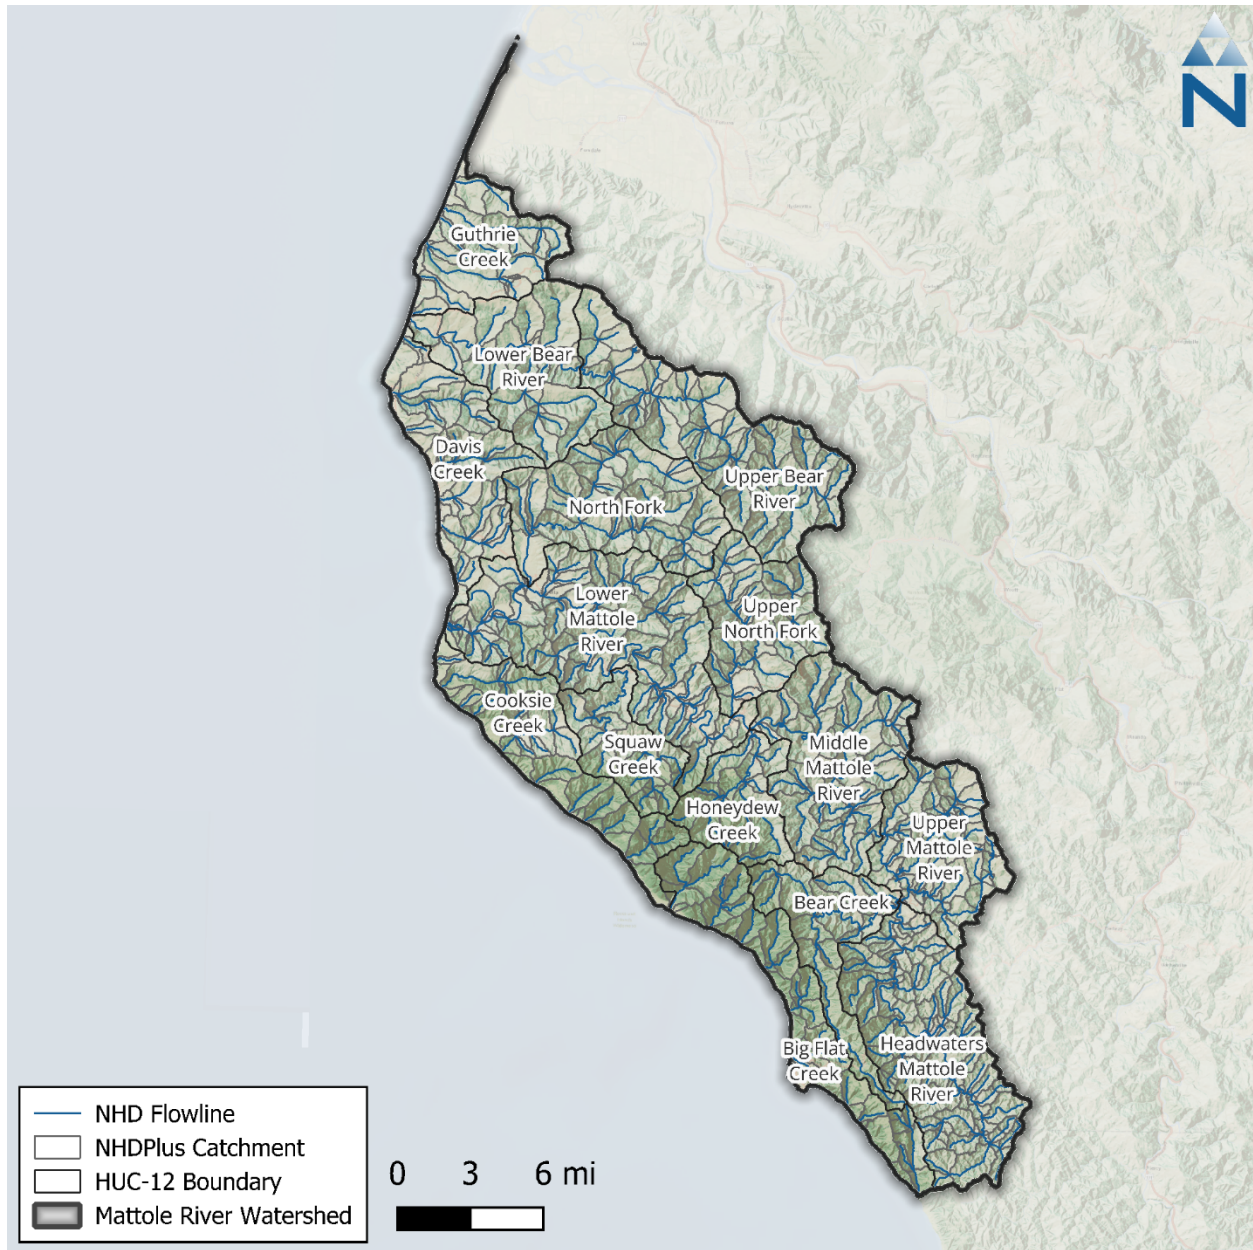 N
Guthrie
Creek
Lower Bear
River
Davis
Creek
Upper Bear
River
North Fork
Lower
Mattole
River
Upper
North Fork
Cooksie
Creek
Squaw
Creek
Middle
Mattole
River
Honeydew
Creek
Upper
Mattole
River
Bear Creek
Big Flat
Creek
Headwaters
Mattole
River
NHD Flowline
NHDPlus Catchment
HUC-12 Boundary
Mattole River Watershed
0 3 6 mi